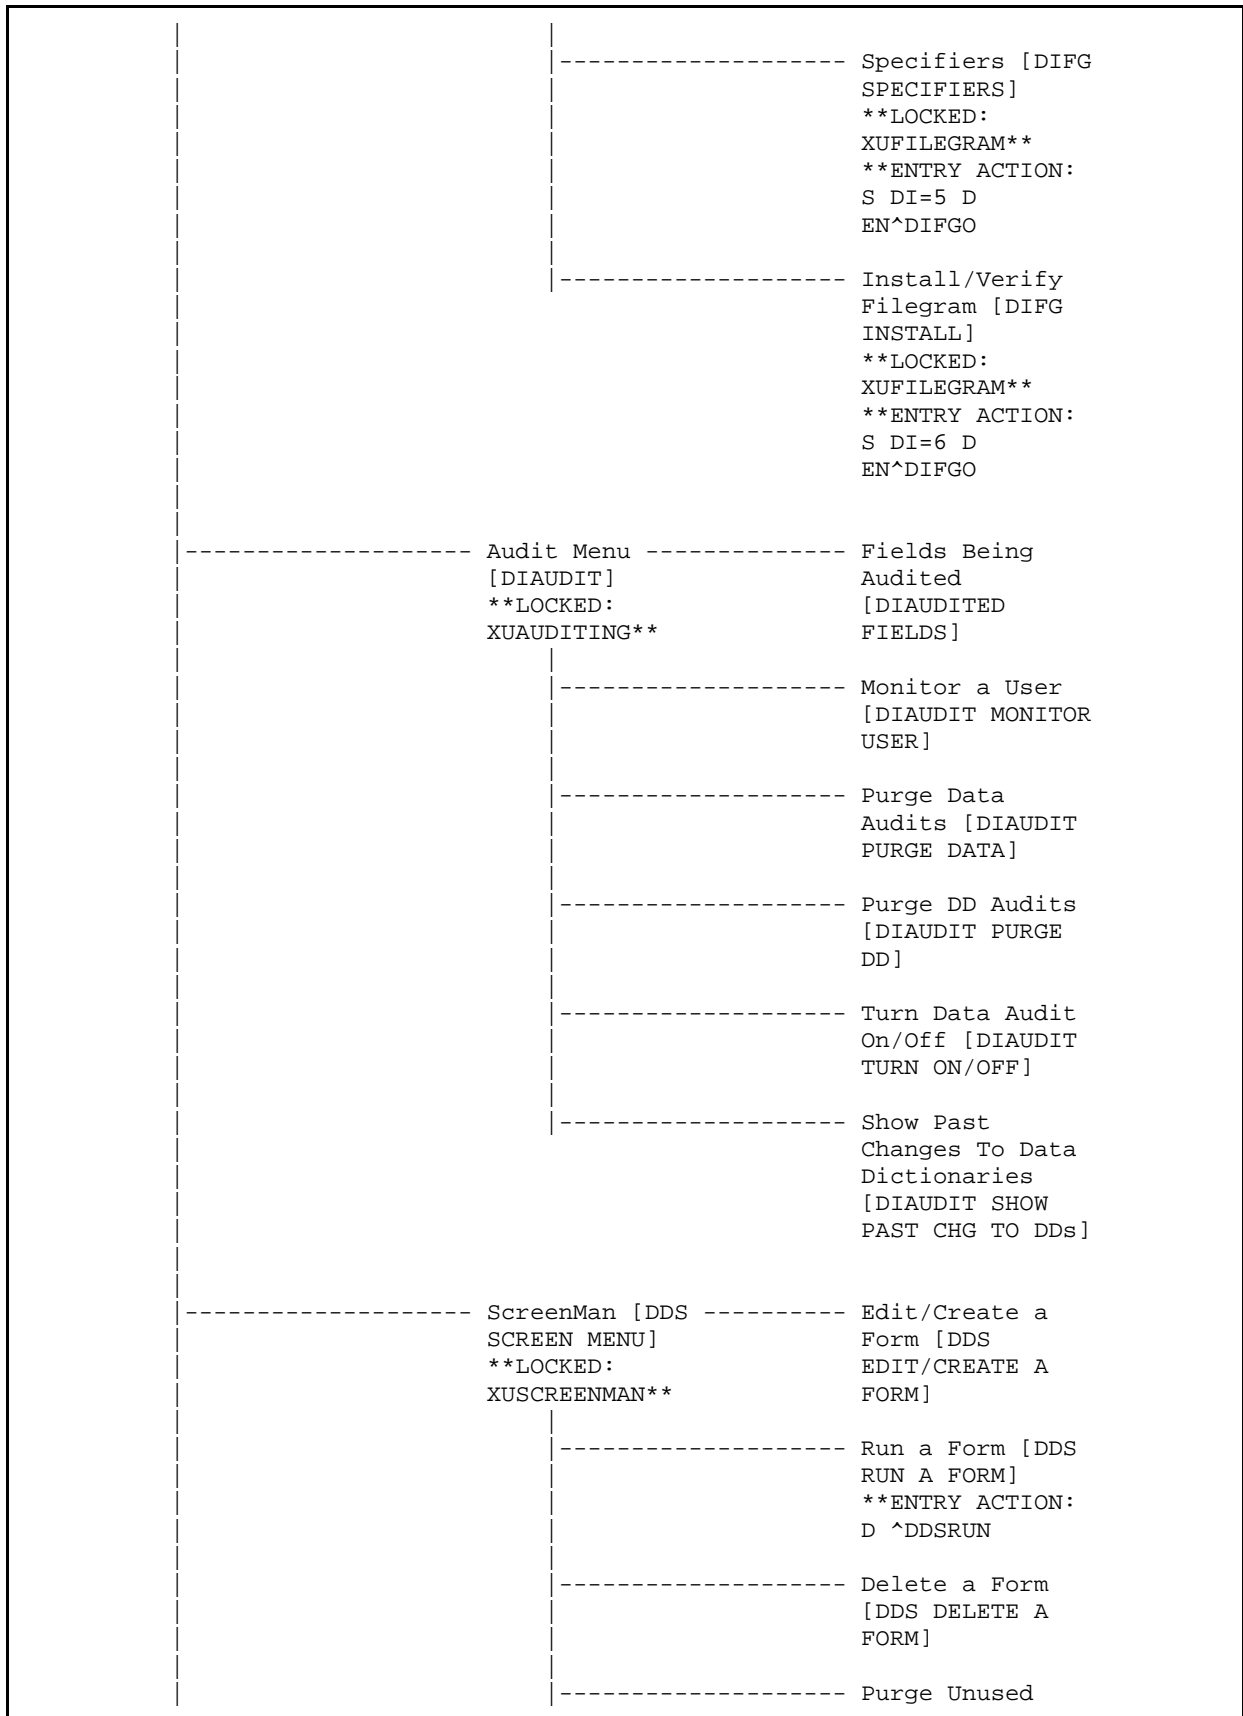 |-------------------- Specifiers [DIFG
SPECIFIERS]
**LOCKED:
XUFILEGRAM**
**ENTRY ACTION:
S DI=5 D
EN^DIFGO
|-------------------- Install/Verify
Filegram [DIFG
INSTALL]
**LOCKED:
XUFILEGRAM**
**ENTRY ACTION:
S DI=6 D
EN^DIFGO
|-------------------- Audit Menu -------------- Fields Being
[DIAUDIT] Audited
**LOCKED: [DIAUDITED
XUAUDITING** FIELDS]
|-------------------- Monitor a User
[DIAUDIT MONITOR
USER]
|-------------------- Purge Data
Audits [DIAUDIT
PURGE DATA]
|-------------------- Purge DD Audits
[DIAUDIT PURGE
DD]
|-------------------- Turn Data Audit
On/Off [DIAUDIT
TURN ON/OFF]
|-------------------- Show Past
Changes To Data
Dictionaries
[DIAUDIT SHOW
PAST CHG TO DDs]
|-------------------- ScreenMan [DDS ---------- Edit/Create a
SCREEN MENU] Form [DDS
**LOCKED: EDIT/CREATE A
XUSCREENMAN** FORM]
|-------------------- Run a Form [DDS
RUN A FORM]
**ENTRY ACTION:
D ^DDSRUN
|-------------------- Delete a Form
[DDS DELETE A
FORM]
|-------------------- Purge Unused